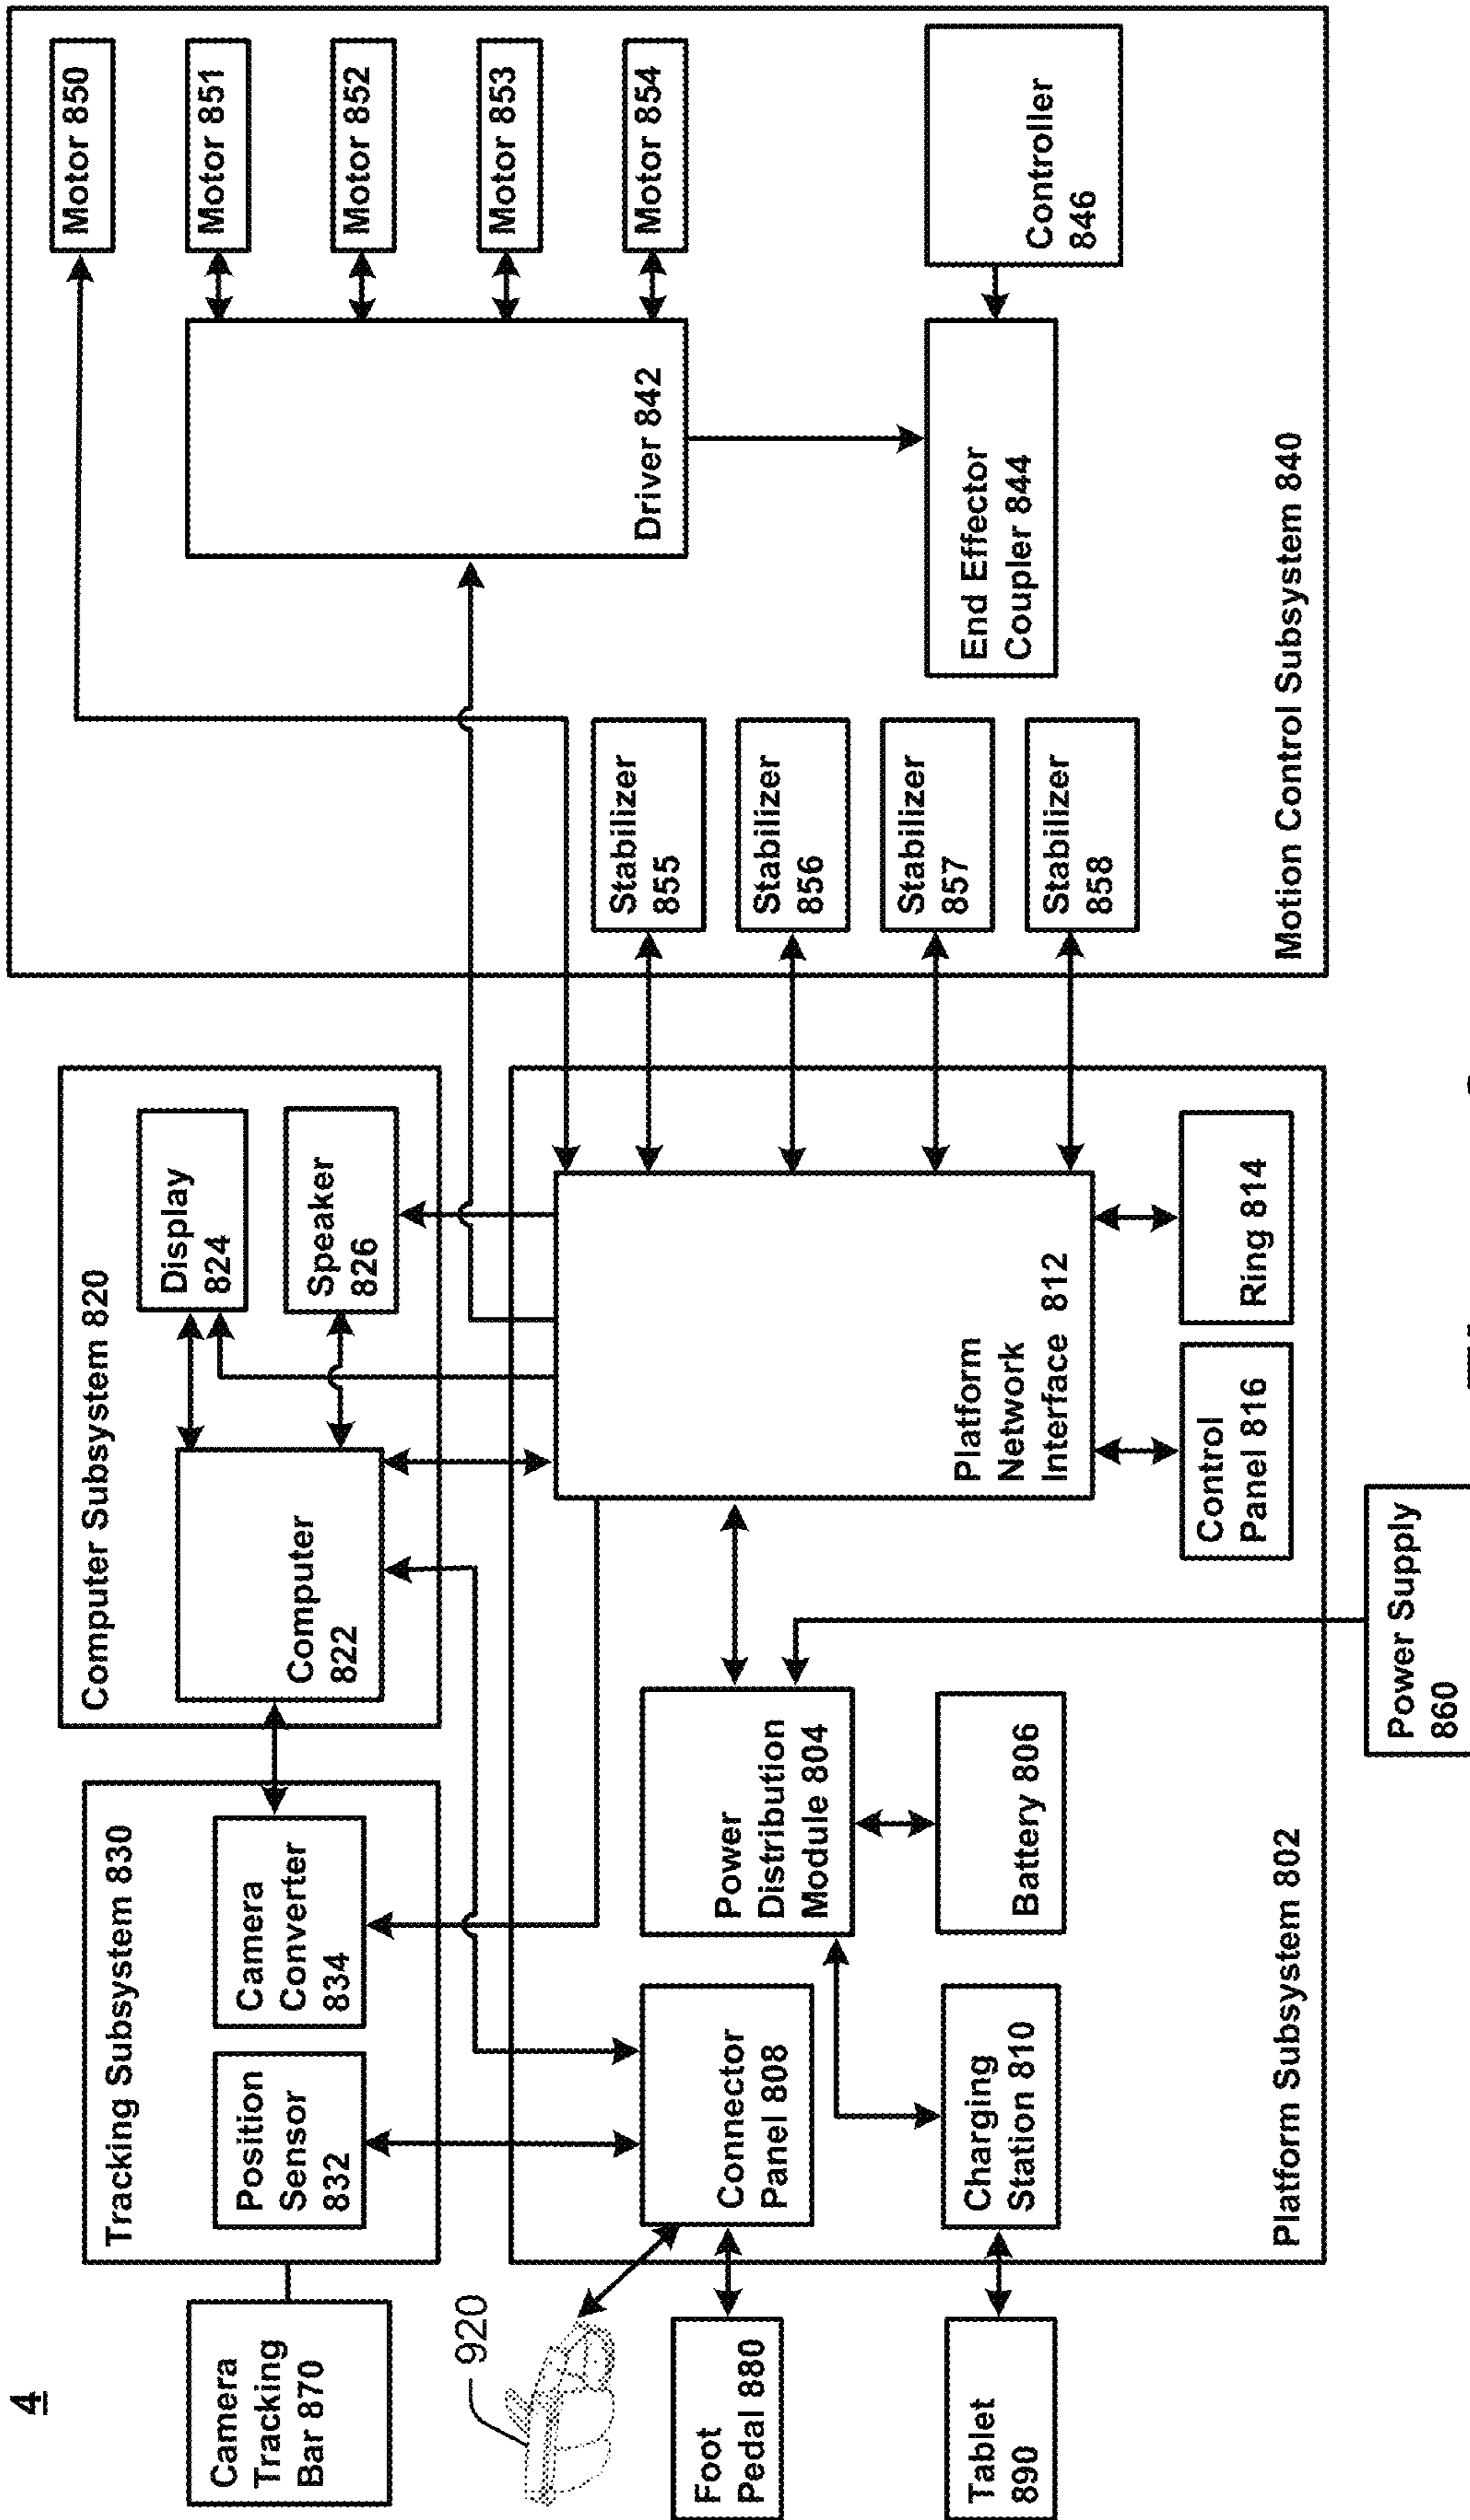 4
Camera
Tracking
Bar 870
920
Foot
Pedal 880
Tablet
890
Tracking Subsystem 830
Position
Sensor
832
Camera
Converter
834
Computer Subsystem 820
Computer
822
Display
824
Speaker
826
Connector
Panel 808
Charging
Station 810
Power
Distribution
Module 804
Battery 806
Platform
Network
Interface 812
Control
Panel 816
Ring 814
Platform Subsystem 802
Power Supply
860
Motor 850
Motor 851
Motor 852
Motor 853
Motor 854
Driver 842
Stabilizer
855
Stabilizer
856
Stabilizer
857
Stabilizer
858
End Effector
Coupler 844
Controller
846
Motion Control Subsystem 840